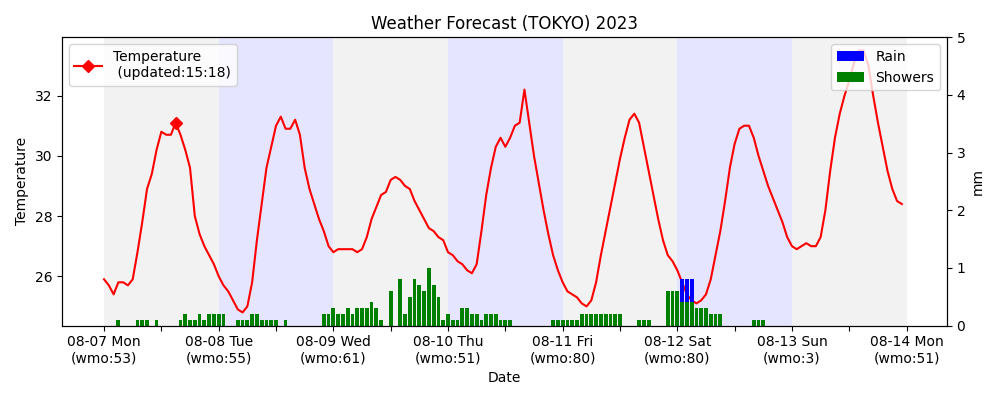 Weather Forecast (TOKYO) 2023
Temperature
(updated:15:18)
Rain
Showers
Temperature
32
30
28
26
5
4
3
2
1
0
mm
08-07 Mon
(wmo:53)
08-08 Tue
(wmo:55)
08-09 Wed
(wmo:61)
08-10 Thu
(wmo:51)
08-11 Fri
(wmo:80)
08-12 Sat
(wmo:80)
08-13 Sun
(wmo:3)
08-14 Mon
(wmo:51)
Date